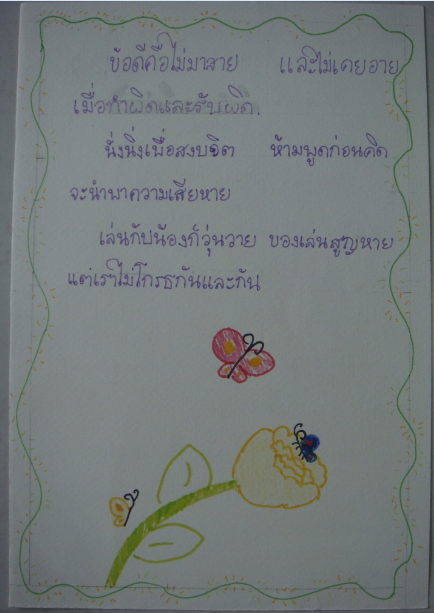 ข้อดีคือไม่มาสาย และไม่เคยอาย
เมื่อทำผิดและรับผิด.
นั่งนิ่งเพื่อสงบจิต ห้ามพูดก่อนคิด
จะนำมาความเสียหาย
เล่นกับน้องก็วุ่นวาย ของเล่นสูญหาย
แต่เราไม่โกรธกันและกัน